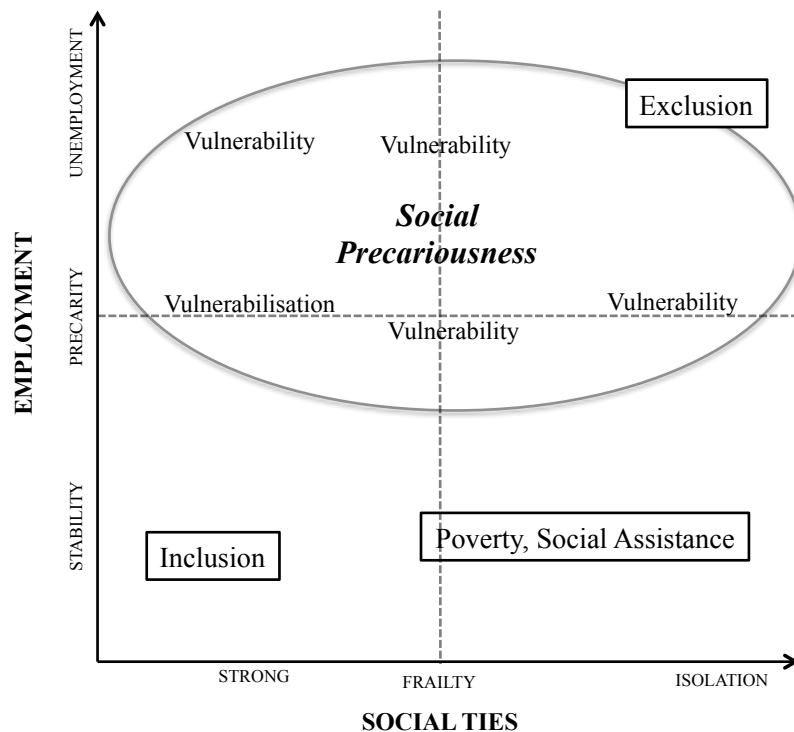 UNEMPLOYMENT
Exclusion
Vulnerability
Vulnerability
Social
Precariousness
EMPLOYMENT
PRECARITY
Vulnerabilisation
Vulnerability
Vulnerability
STABILITY
Inclusion
Poverty, Social Assistance
STRONG
FRAILTY
ISOLATION
SOCIAL TIES